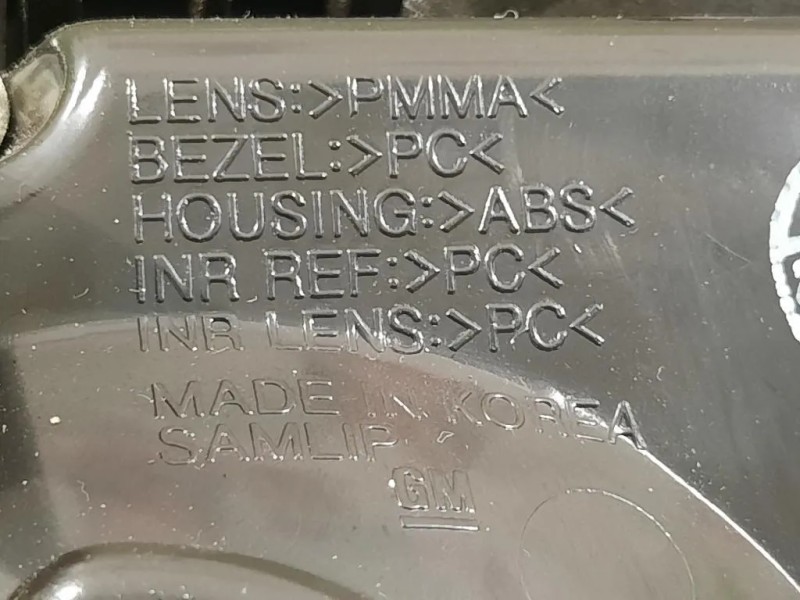 LENS:>PMMA<
BEZEL:>PC<
HOUSING:>ABS<
INR REF:>PC<
INR LENS:>PC<
MADE IN KOREA
SAMLIP
GM